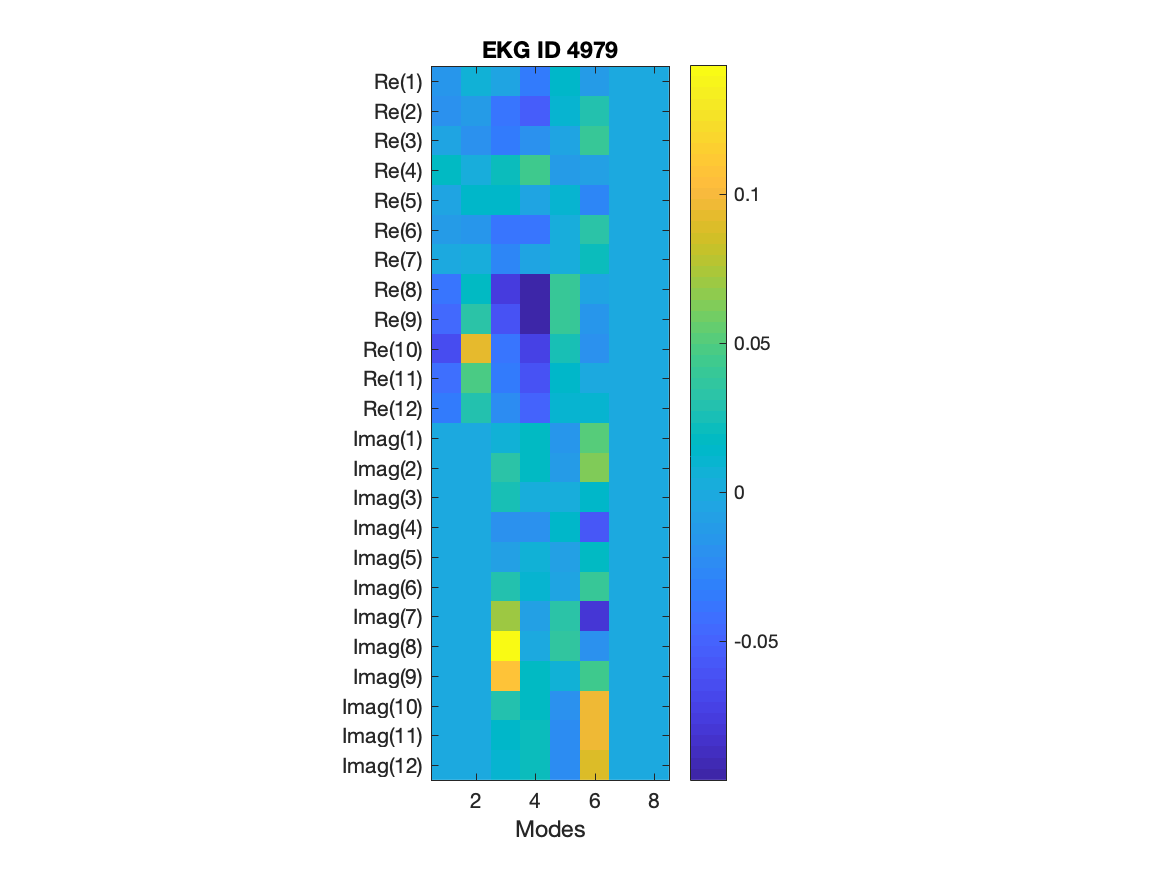 EKG ID 4979
Re(1)
Re(2)
Re(3)
Re(4)
Re(5)
Re(6)
Re(7)
Re(8)
Re(9)
Re(10)
Re(11)
Re(12)
Imag(1)
Imag(2)
Imag(3)
Imag(4)
Imag(5)
Imag(6)
Imag(7)
Imag(8)
Imag(9)
Imag(10)
Imag(11)
Imag(12)
2 4 6 8
Modes
0.1
0.05
0
-0.05